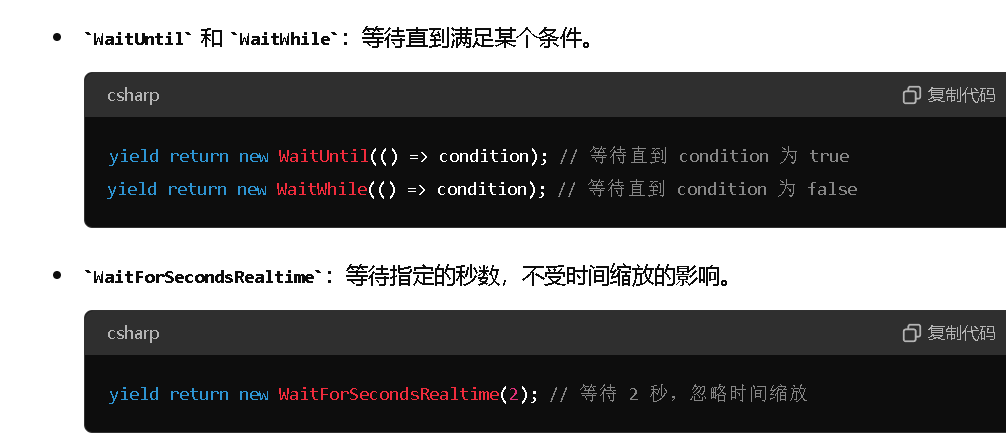 • `WaitUntil` 和 `WaitWhile`：等待直到满足某个条件。
csharp 复制代码
yield return new WaitUntil(() => condition); // 等待直到 condition 为 true
yield return new WaitWhile(() => condition); // 等待直到 condition 为 false
• `WaitForSecondsRealtime`：等待指定的秒数，不受时间缩放的影响。
csharp 复制代码
yield return new WaitForSecondsRealtime(2); // 等待 2 秒，忽略时间缩放